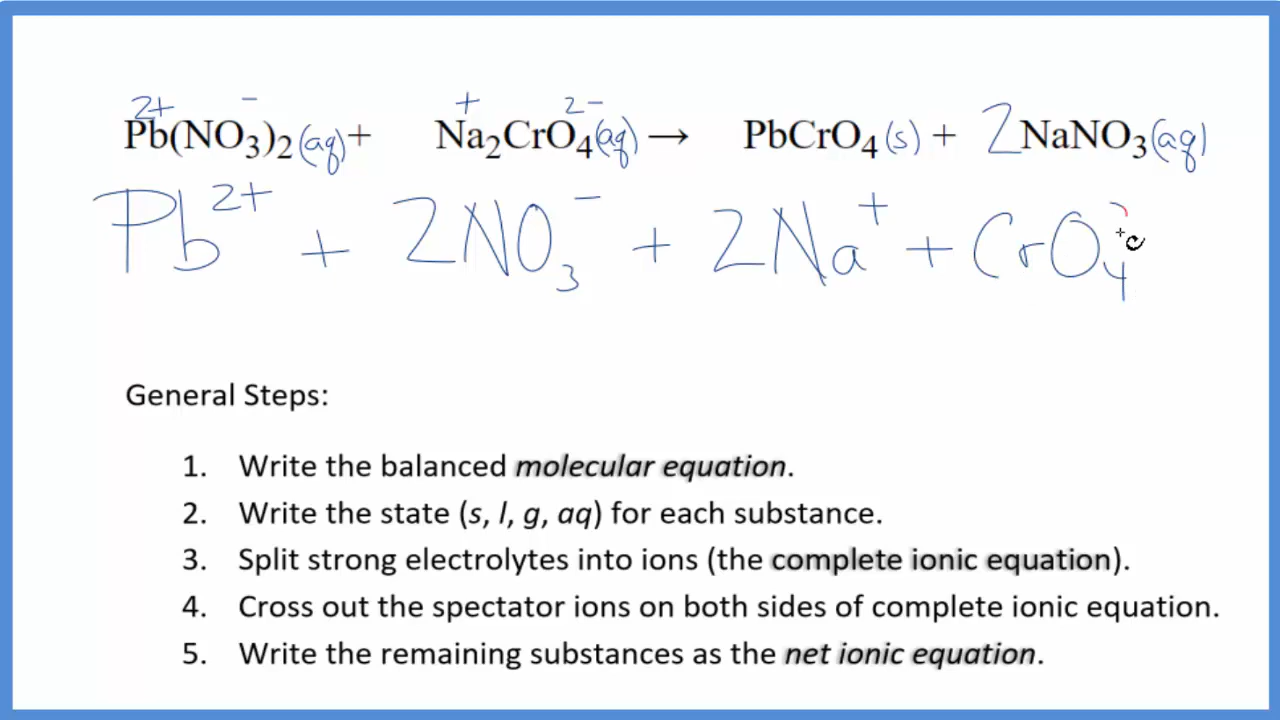 2+ − + 2−
Pb(NO₃)₂(aq) + Na₂CrO₄(aq) → PbCrO₄(s) + 2NaNO₃(aq)
Pb²⁺ + 2NO₃⁻ + 2Na⁺ + CrO₄
General Steps:
1. Write the balanced molecular equation.
2. Write the state (s, l, g, aq) for each substance.
3. Split strong electrolytes into ions (the complete ionic equation).
4. Cross out the spectator ions on both sides of complete ionic equation.
5. Write the remaining substances as the net ionic equation.